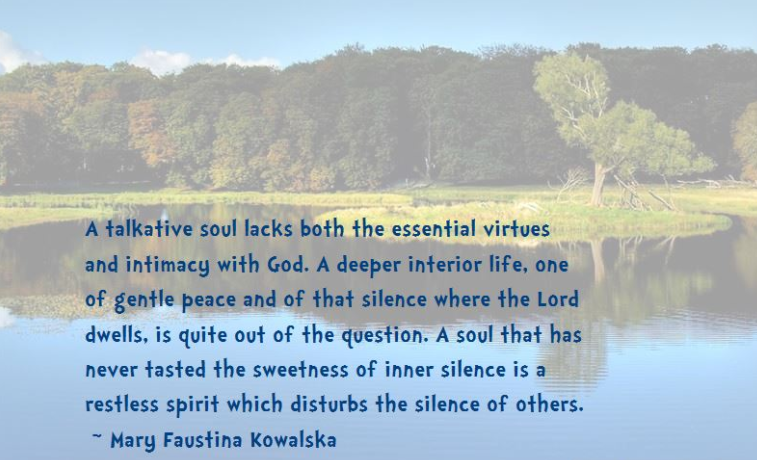 A talkative soul lacks both the essential virtues
and intimacy with God. A deeper interior life, one
of gentle peace and of that silence where the Lord
dwells, is quite out of the question. A soul that has
never tasted the sweetness of inner silence is a
restless spirit which disturbs the silence of others.
~ Mary Faustina Kowalska